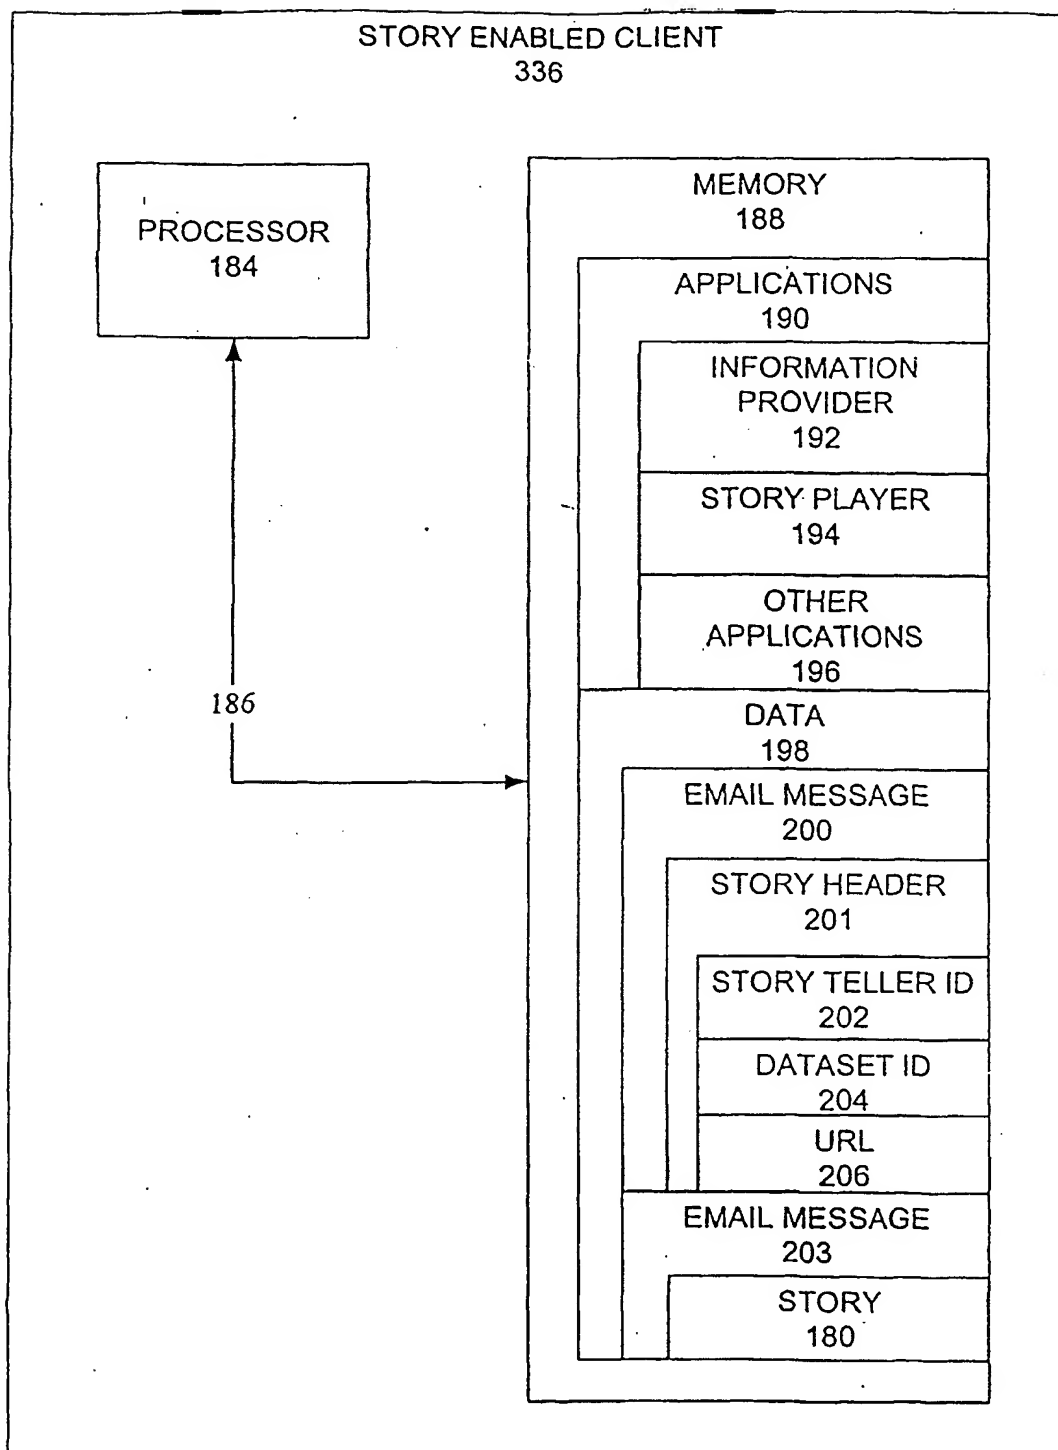 STORY ENABLED CLIENT
336
PROCESSOR
184
186
MEMORY
188
APPLICATIONS
190
INFORMATION
PROVIDER
192
STORY PLAYER
194
OTHER
APPLICATIONS
196
DATA
198
EMAIL MESSAGE
200
STORY HEADER
201
STORY TELLER ID
202
DATASET ID
204
URL
206
EMAIL MESSAGE
203
STORY
180